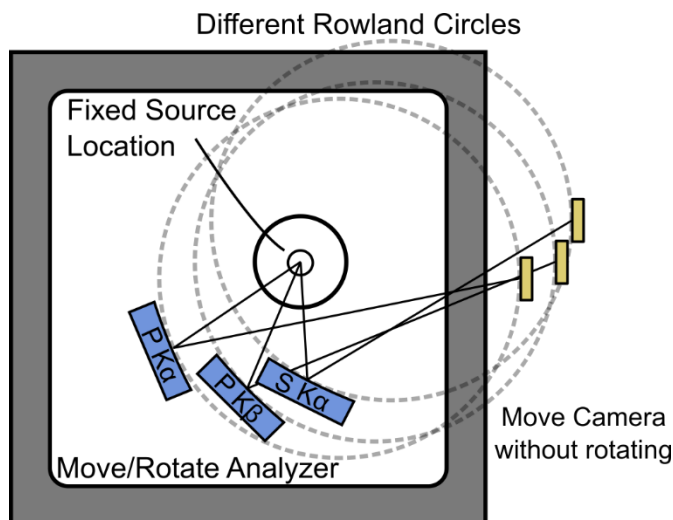 Different Rowland Circles
Fixed Source
Location
P Kα
P Kβ
S Kα
Move Camera
without rotating
Move/Rotate Analyzer